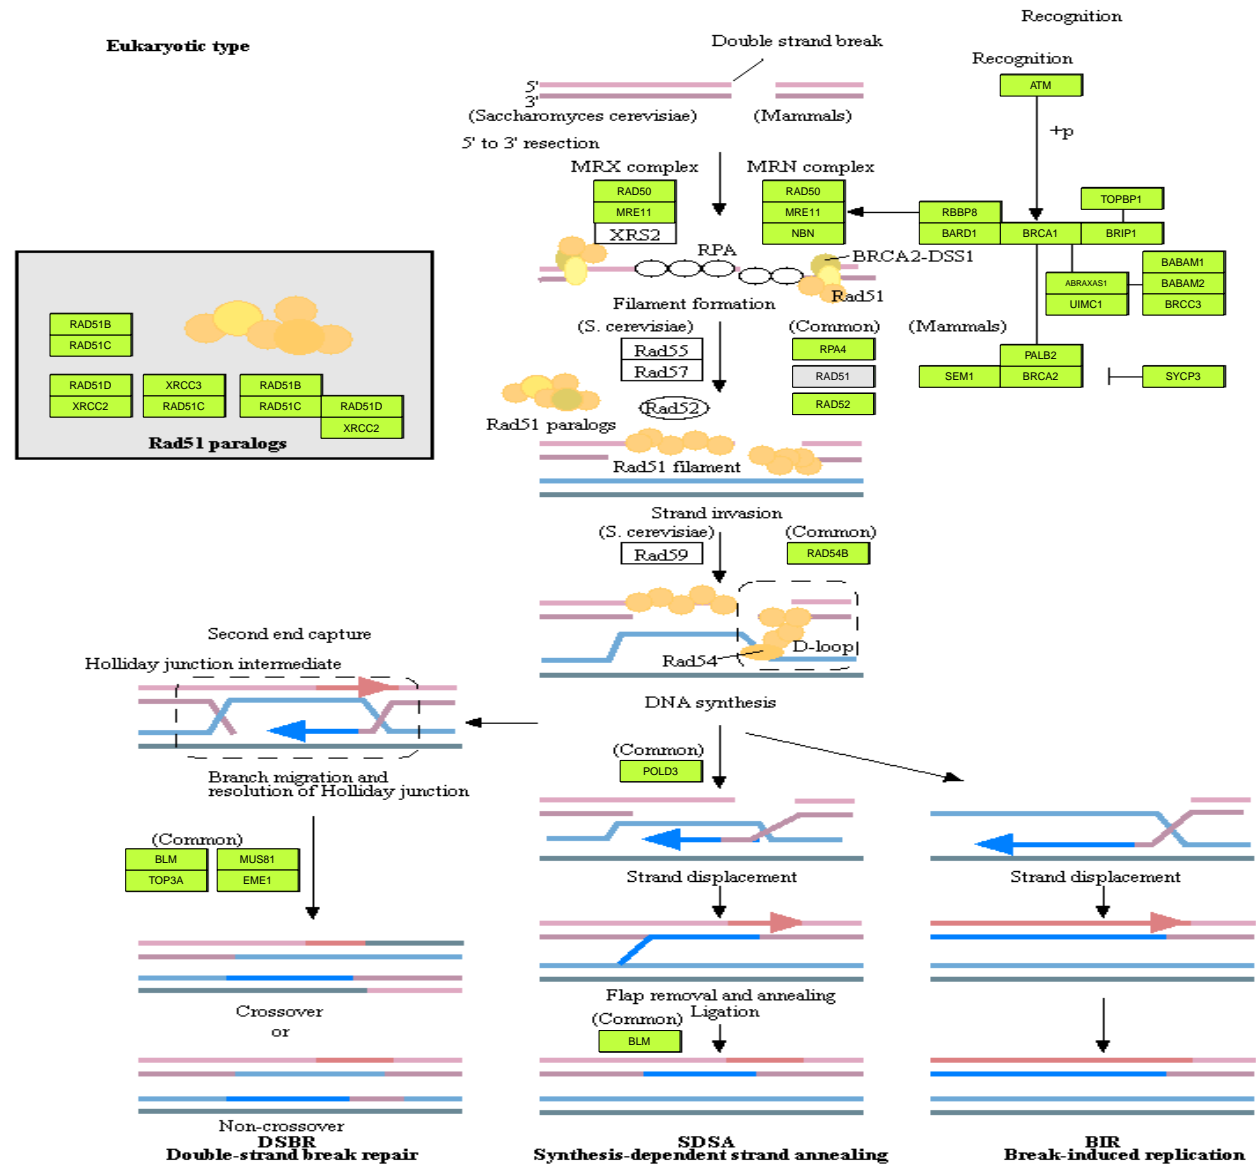 Recognition
Eukaryotic type
Double strand break
Recognition
5'
3'
ATM
(Saccharomyces cerevisiae)
(Mammals)
+p
5' to 3' resection
MRX complex
MRN complex
RAD50
MRE11
XRS2
RAD50
MRE11
NBN
RBBP8
BARD1
BRCA1
TOPBP1
BRIP1
RPA
BRCA2-DSS1
Rad51
ABRAXAS1
UIMC1
BABAM1
BABAM2
BRCC3
Filament formation
(S. cerevisiae)
(Common)
(Mammals)
Rad55
Rad57
RPA4
RAD51
RAD52
PALB2
SEM1
BRCA2
SYCP3
RAD51B
RAD51C
RAD51D
XRCC2
XRCC3
RAD51C
RAD51B
RAD51C
RAD51D
XRCC2
Rad51 paralogs
Rad52
Rad51 paralogs
Rad51 filament
Strand invasion
(S. cerevisiae)
(Common)
Rad59
RAD54B
D-loop
Rad54
Second end capture
Holliday junction intermediate
DNA synthesis
(Common)
POLD3
Branch migration and
resolution of Holliday junction
(Common)
BLM
TOP3A
MUS81
EME1
Strand displacement
Strand displacement
Flap removal and annealing
Ligation
(Common)
BLM
Crossover
or
Non-crossover
DSBR
Double-strand break repair
SDSA
Synthesis-dependent strand annealing
BIR
Break-induced replication